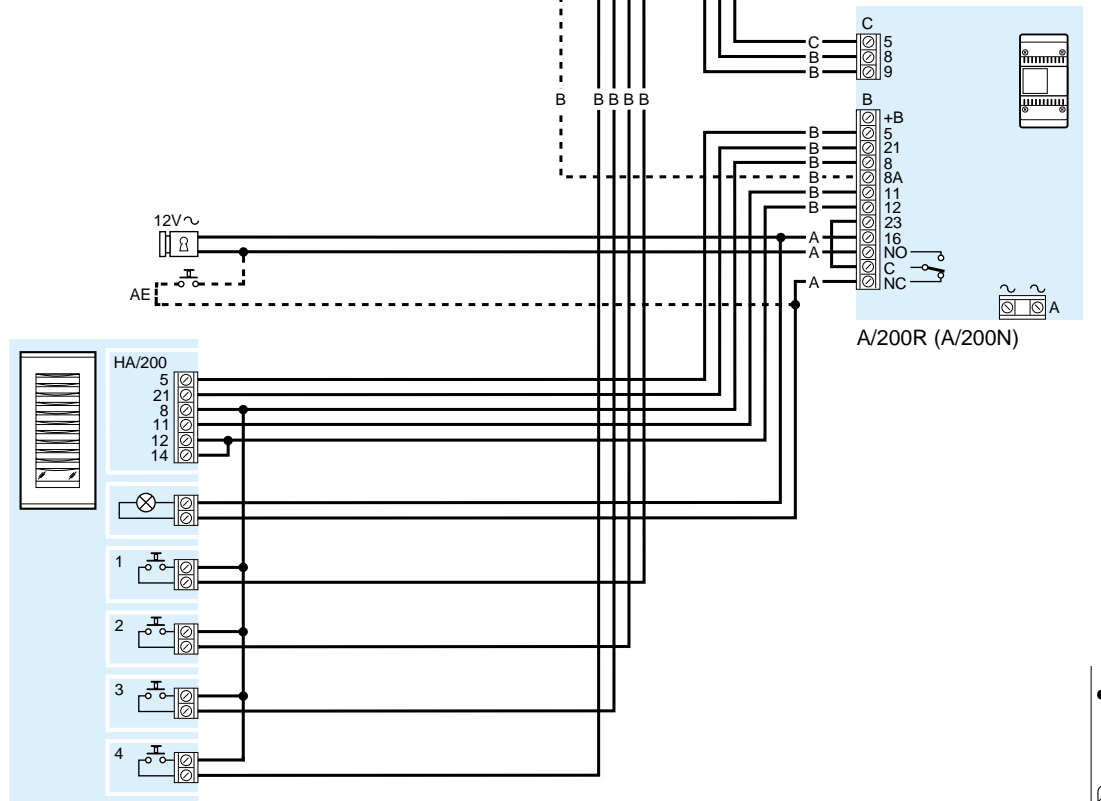 C
C 5
B 8
B 9
B B B B B
B
+B
B 5
B 21
B 8
B 8A
B 11
B 12
23
12V~
A 16
A NO
C
A NC
AE
~ ~
A
A/200R (A/200N)
HA/200
5
21
8
11
12
14
1
2
3
4